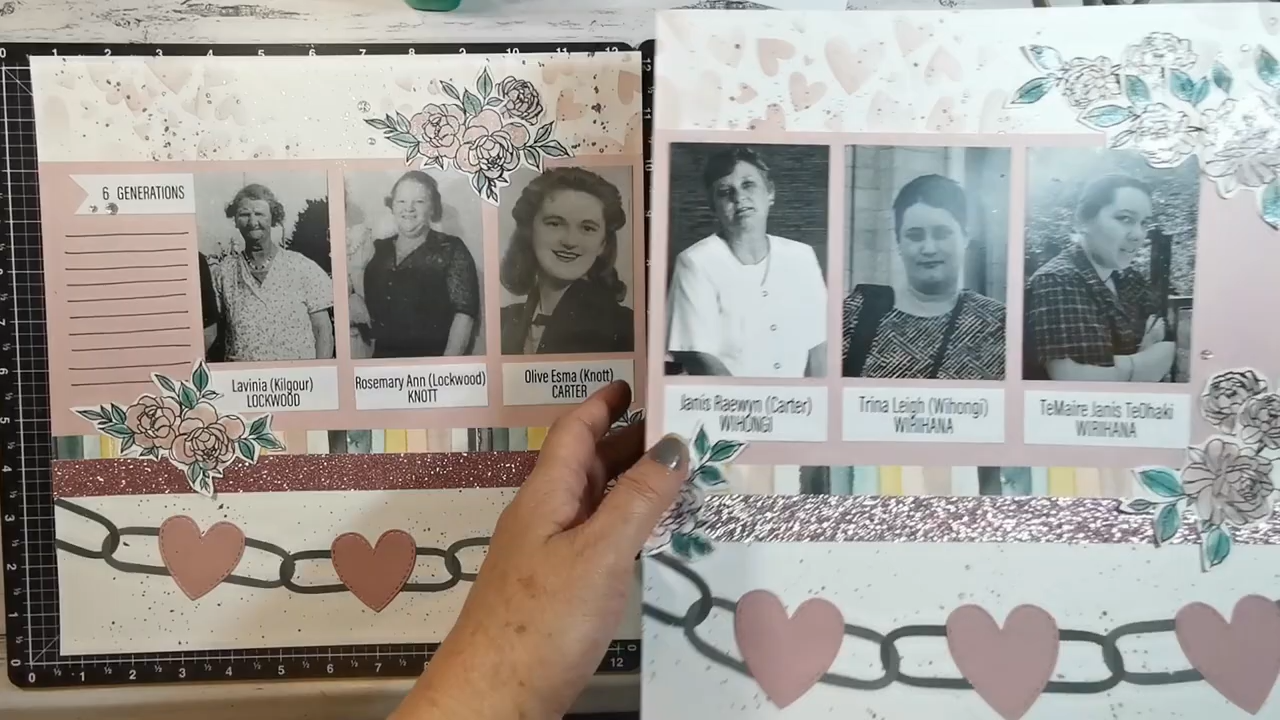 6 GENERATIONS
Lavinia (Kilgour)
LOCKWOOD
Rosemary Ann (Lockwood)
KNOTT
Olive Esma (Knott)
CARTER
Janis Raewyn (Carter)
WIHONGI
Trina Leigh (Wihongi)
WIRIHANA
TeMaire Janis TeOhaki
WIRIHANA